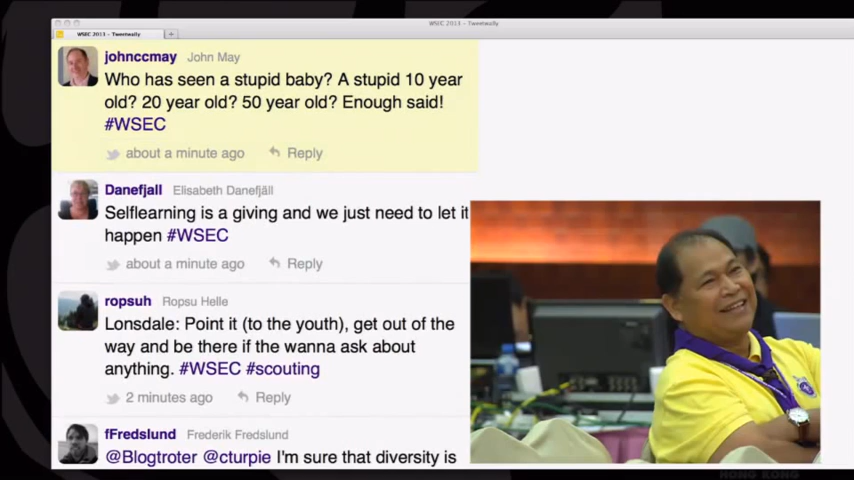 WSEC 2013 – Tweetwally
WSEC 2013 – Tweetwally
johnccmay John May
Who has seen a stupid baby? A stupid 10 year
old? 20 year old? 50 year old? Enough said!
#WSEC
about a minute ago Reply
Danefjall Elisabeth Danefjäll
Selflearning is a giving and we just need to let it
happen #WSEC
about a minute ago Reply
ropsuh Ropsu Helle
Lonsdale: Point it (to the youth), get out of the
way and be there if the wanna ask about
anything. #WSEC #scouting
2 minutes ago Reply
fFredslund Frederik Fredslund
@Blogtroter @cturpie I'm sure that diversity is
HONG KONG